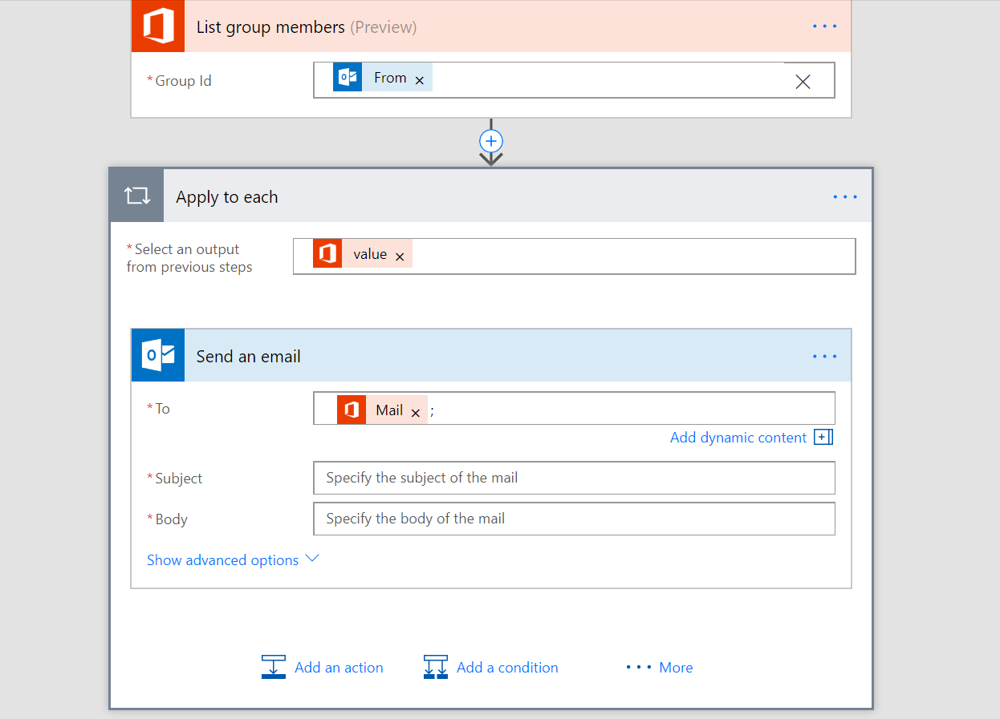 List group members (Preview)
* Group Id
From ×
Apply to each
* Select an output
from previous steps
value ×
Send an email
* To
Mail × ;
Add dynamic content
* Subject
Specify the subject of the mail
* Body
Specify the body of the mail
Show advanced options
Add an action
Add a condition
More